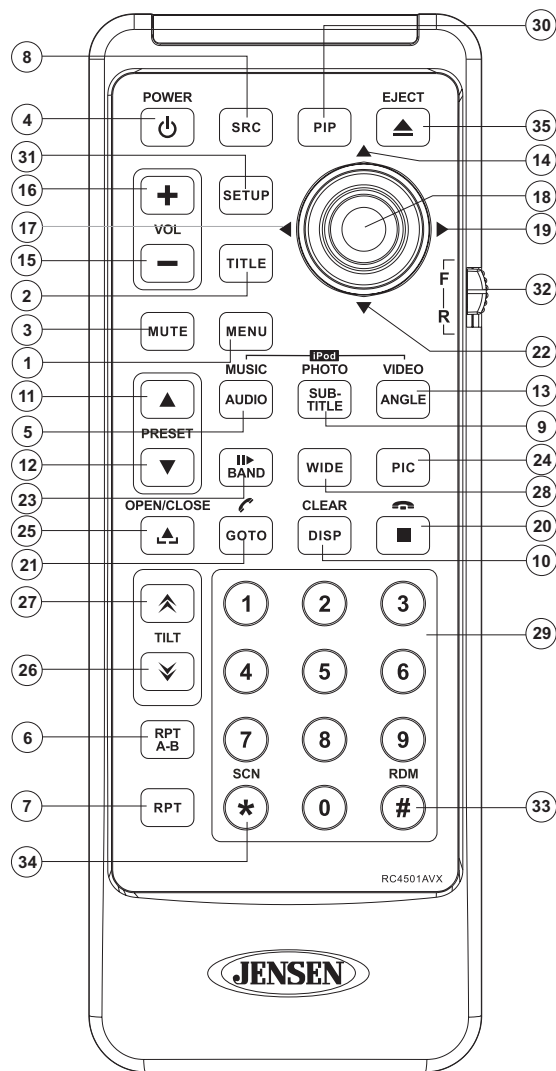 30
8
POWER
EJECT
4
SRC
PIP
35
14
31
SETUP
16
18
17
VOL
19
15
TITLE
2
F
32
R
3
MUTE
MENU
22
1
iPod
MUSIC
PHOTO
VIDEO
11
AUDIO
SUB-
TITLE
ANGLE
13
5
PRESET
9
12
BAND
WIDE
PIC
24
23
28
OPEN/CLOSE
CLEAR
25
GOTO
DISP
20
21
10
27
1
2
3
29
TILT
26
4
5
6
6
RPT
A-B
7
8
9
SCN
RDM
7
RPT
*
0
#
33
34
RC4501AVX
JENSEN